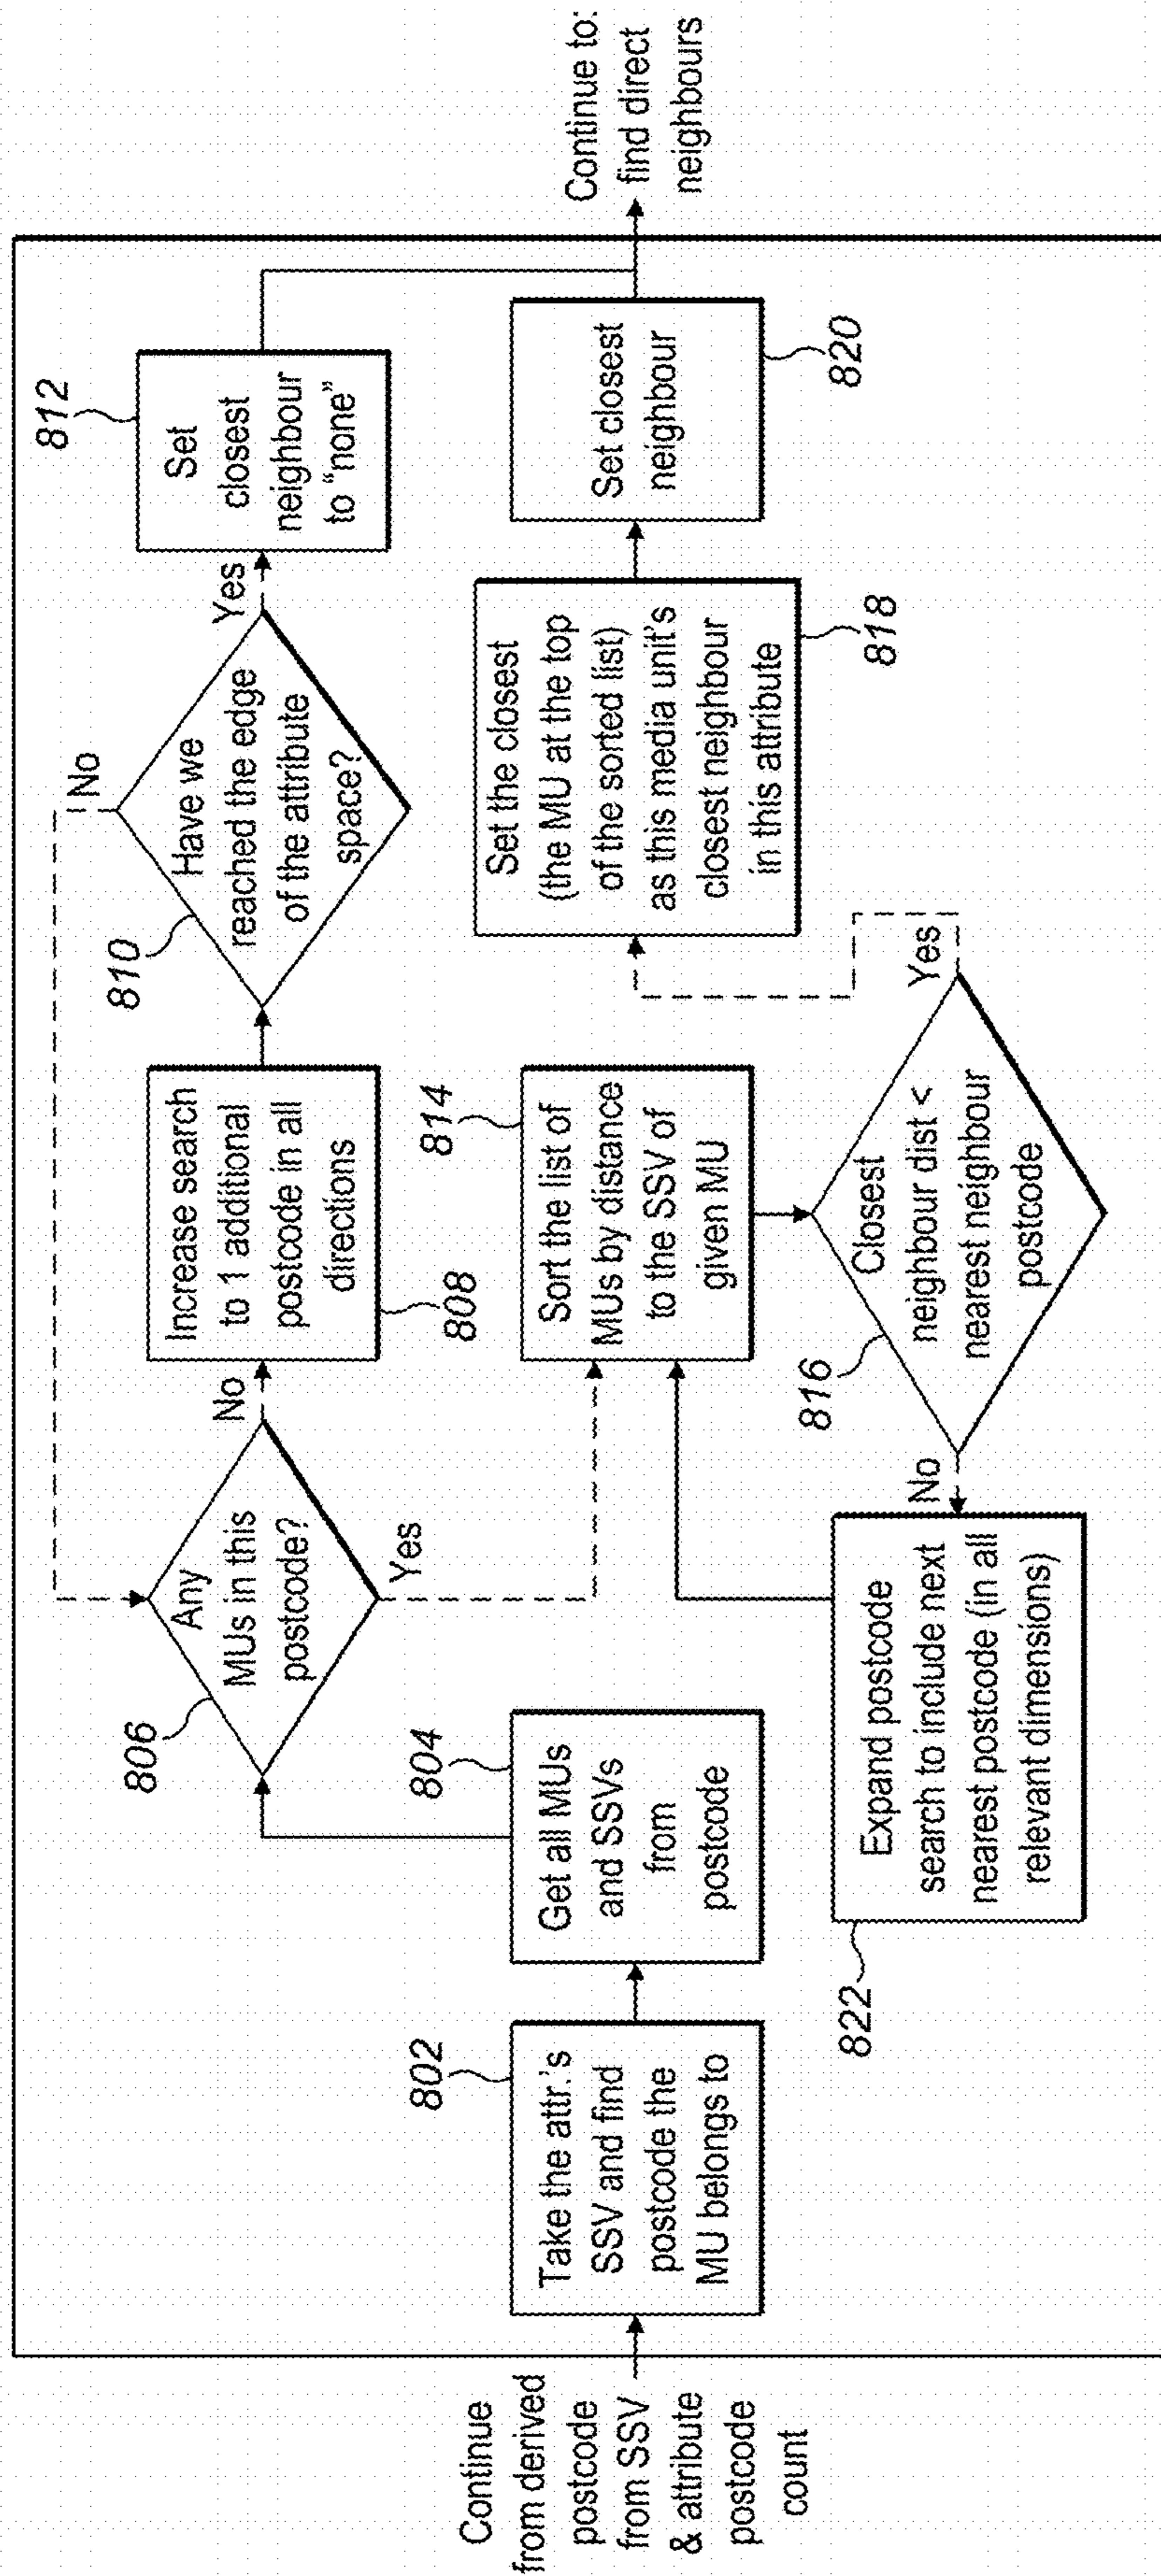 Continue
from derived
postcode
from SSV
& attribute
postcode
count
802
Take the attr.'s
SSV and find
postcode the
MU belongs to
804
Get all MUs
and SSVs
from
postcode
806
Any
MUs in this
postcode?
No
Yes
Increase search
to 1 additional
postcode in all
directions
808
810
Have we
reached the edge
of the attribute
space?
No
Yes
812
Set
closest
neighbour
to “none”
814
Sort the list of
MUs by distance
to the SSV of
given MU
816
Closest
neighbour dist <
nearest neighbour
postcode
No
Yes
822
Expand postcode
search to include next
nearest postcode (in all
relevant dimensions)
Set the closest
(the MU at the top
of the sorted list)
as this media unit's
closest neighbour
in this attribute
818
Set closest
neighbour
820
Continue to:
find direct
neighbours